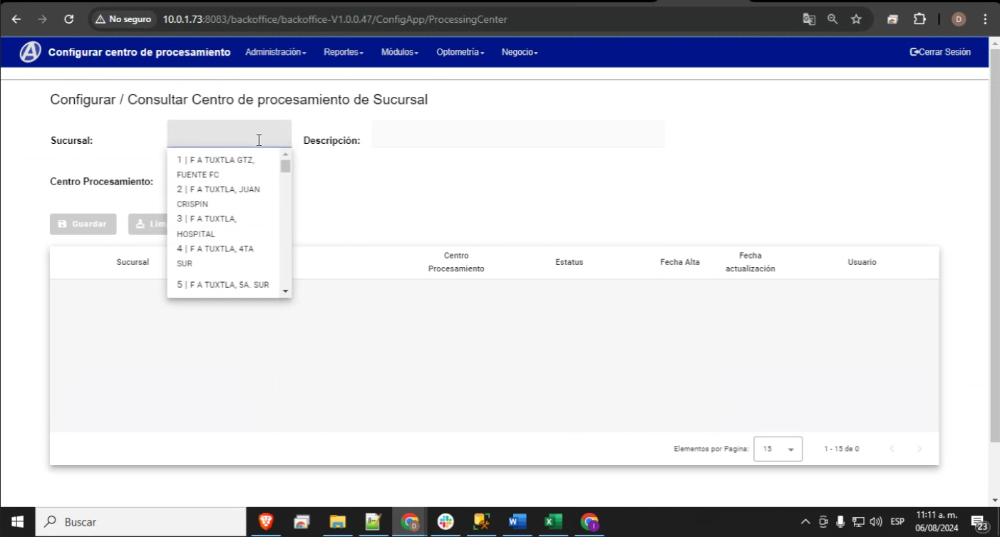 No seguro
10.0.1.73:8083/backoffice/backoffice-V1.0.0.47/ConfigApp/ProcessingCenter
D
Configurar centro de procesamiento
Administración
Reportes
Módulos
Optometría
Negocio
Cerrar Sesión
Configurar / Consultar Centro de procesamiento de Sucursal
Sucursal:
Descripción:
1 | F A TUXTLA GTZ,
FUENTE FC
2 | F A TUXTLA, JUAN
CRISPIN
3 | F A TUXTLA,
HOSPITAL
4 | F A TUXTLA, 4TA
SUR
5 | F A TUXTLA, 5A. SUR
Centro Procesamiento:
Guardar
Lim
Sucursal
Centro
Procesamiento
Estatus
Fecha Alta
Fecha
actualización
Usuario
Elementos por Pagina:
15
1 - 15 de 0
Buscar
ESP
11:11 a. m.
06/08/2024
23